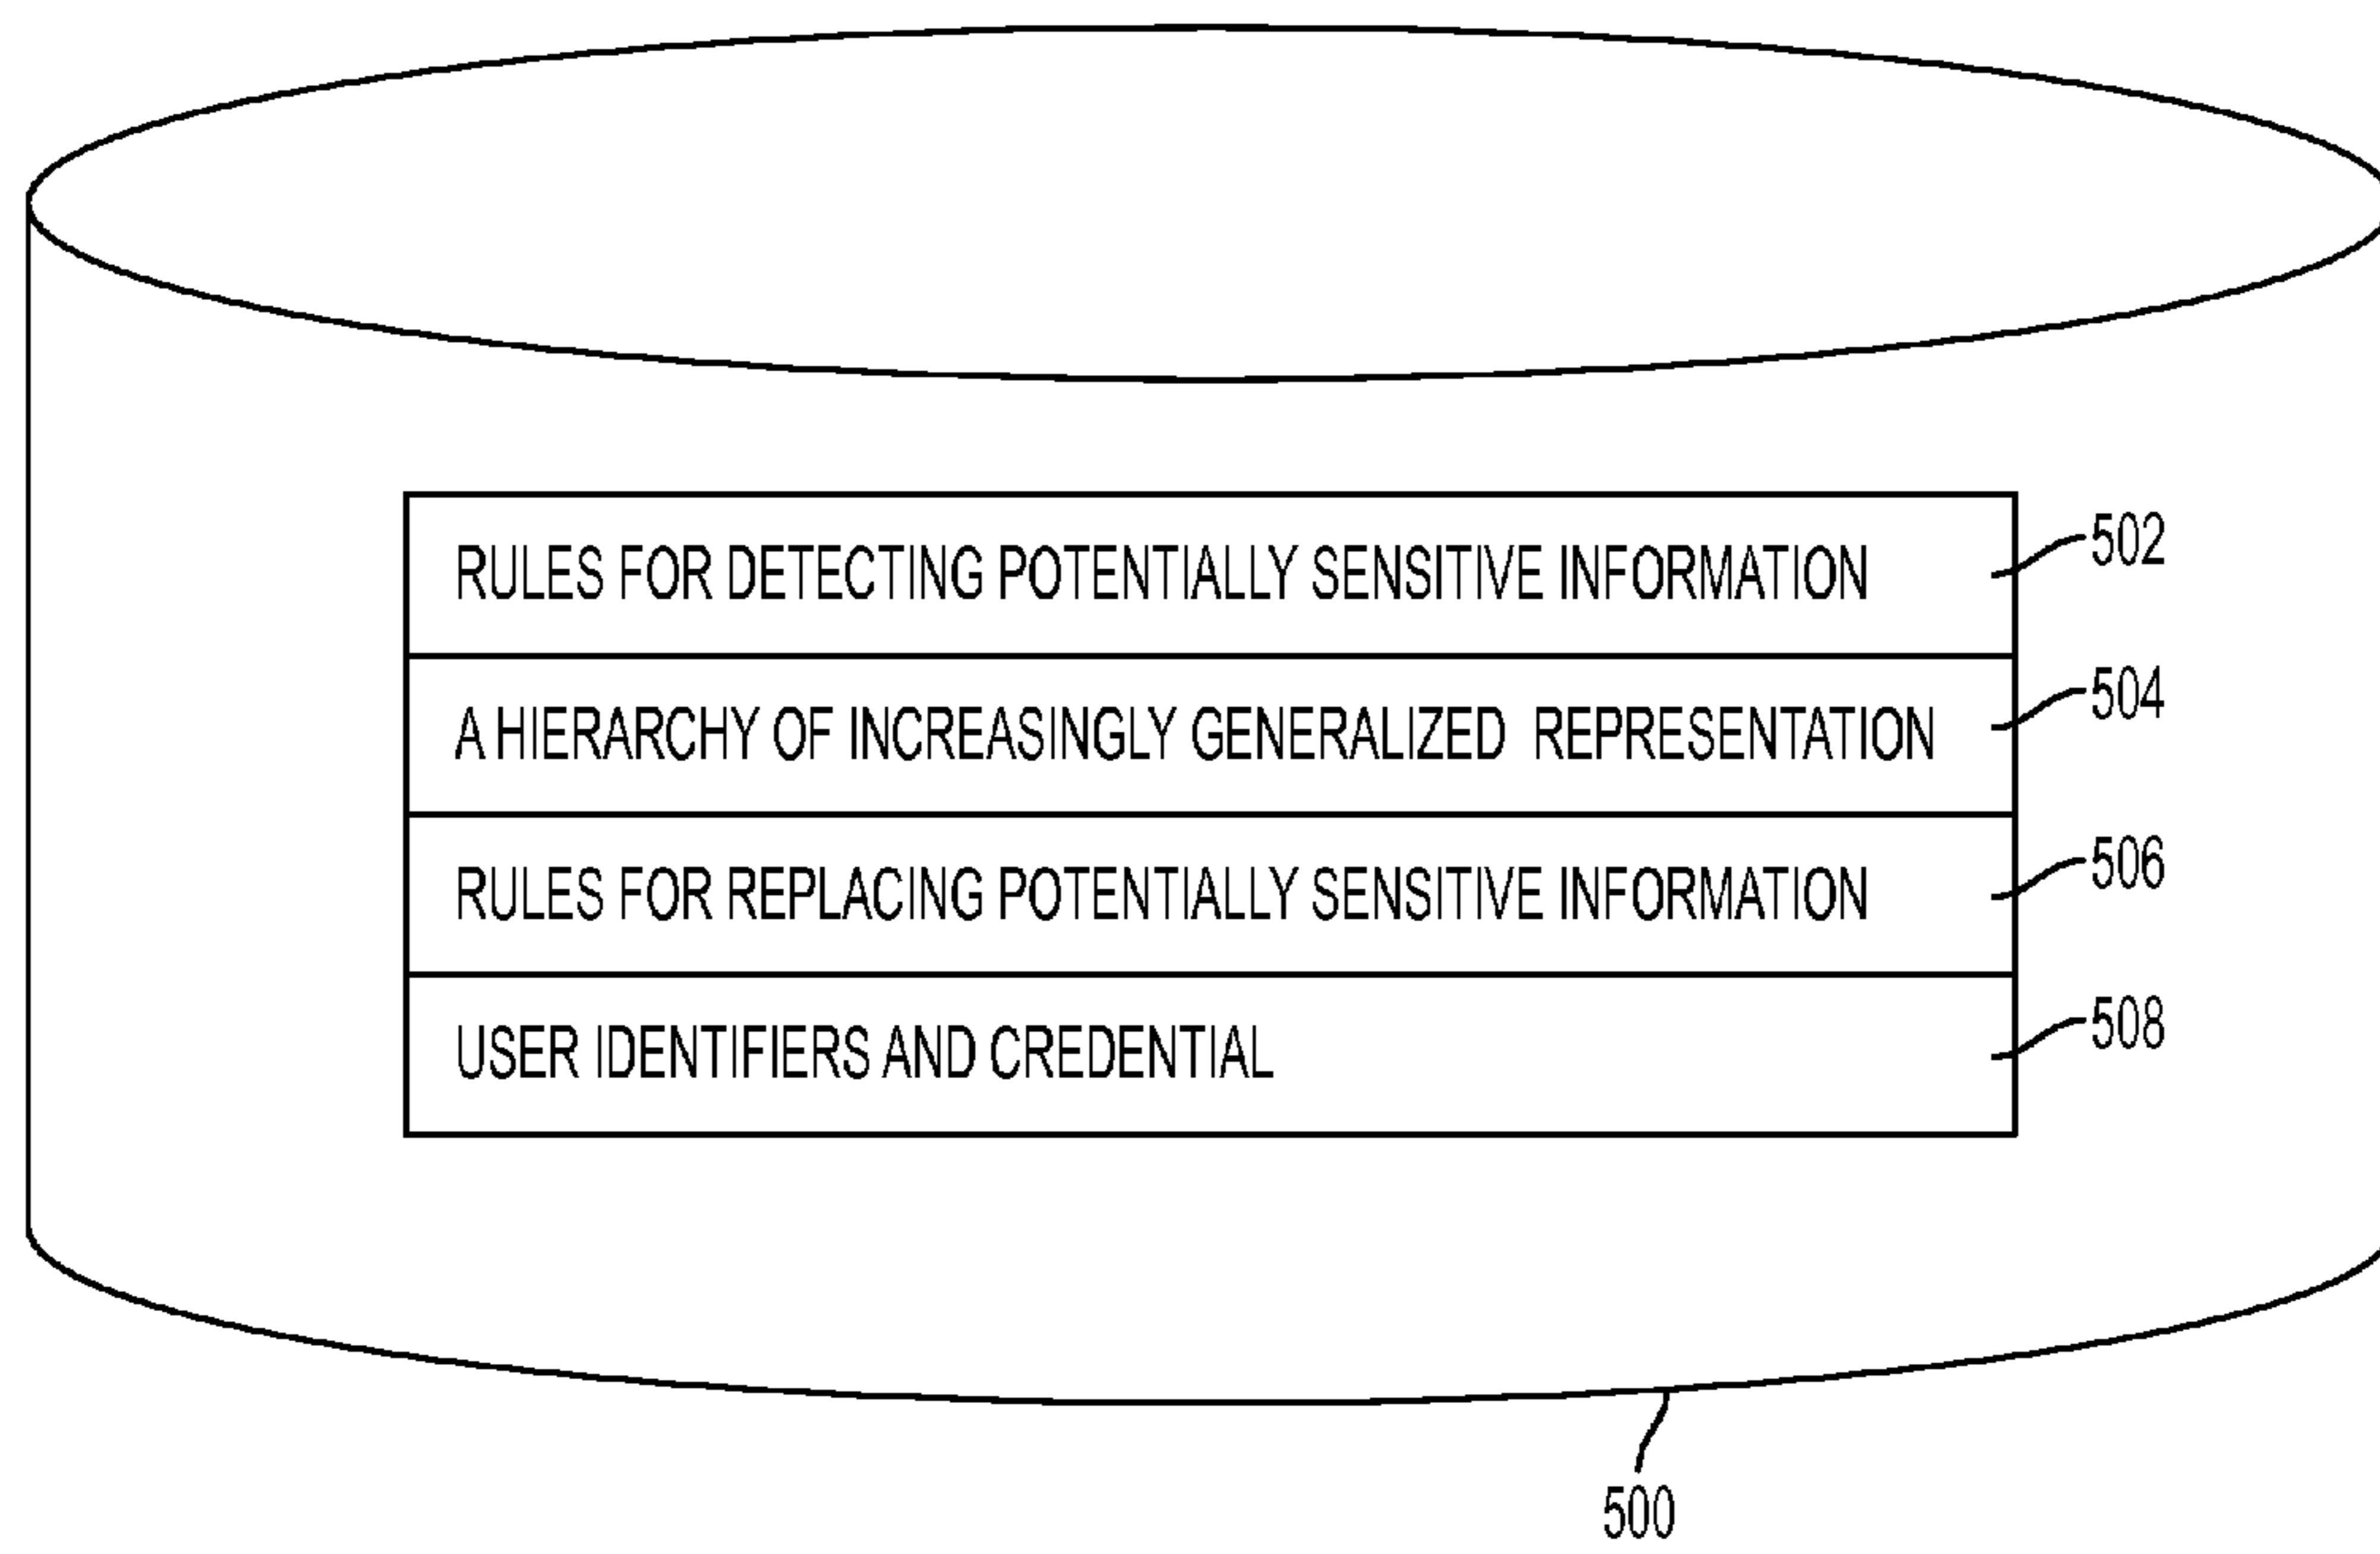 RULES FOR DETECTING POTENTIALLY SENSITIVE INFORMATION
502
A HIERARCHY OF INCREASINGLY GENERALIZED REPRESENTATION
504
RULES FOR REPLACING POTENTIALLY SENSITIVE INFORMATION
506
USER IDENTIFIERS AND CREDENTIAL
508
500